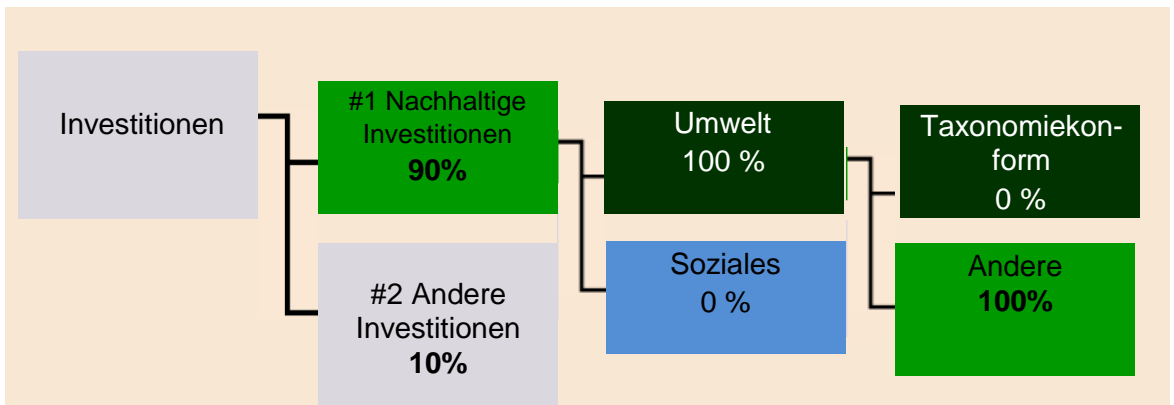 Investitionen
#1 Nachhaltige
Investitionen
90%
#2 Andere
Investitionen
10%
Umwelt
100 %
Soziales
0 %
Taxonomiekon-
form
0 %
Andere
100%